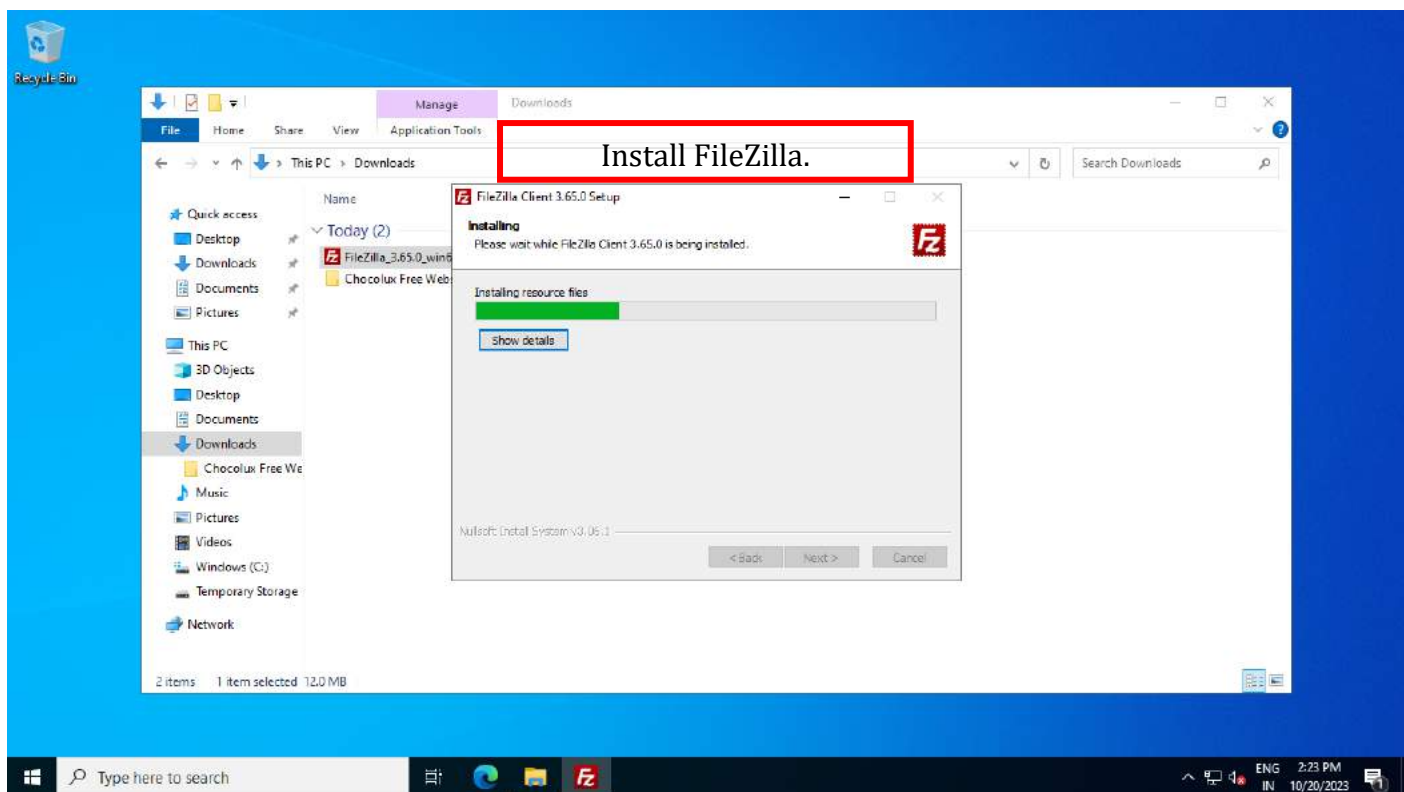 Recycle Bin
Manage
Downloads
File
Home
Share
View
Application Tools
Install FileZilla.
This PC > Downloads
Search Downloads
Name
Quick access
Desktop
Downloads
Documents
Pictures
This PC
3D Objects
Desktop
Documents
Downloads
Chocolux Free We
Music
Pictures
Videos
Windows (C:)
Temporary Storage
Network
Today (2)
FileZilla_3.65.0_win6
Chocolux Free Webs
FileZilla Client 3.65.0 Setup
Installing
Please wait while FileZilla Client 3.65.0 is being installed.
Installing resource files
Show details
Nullsoft Install System v3.05.1
< Back
Next >
Cancel
2 items
1 item selected 12.0 MB
Type here to search
ENG
IN
2:23 PM
10/20/2023
1